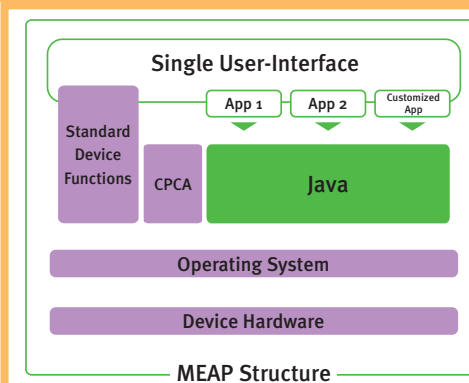 Single User-Interface
App 1
App 2
Customized
App
Standard
Device
Functions
CPCA
Java
Operating System
Device Hardware
MEAP Structure